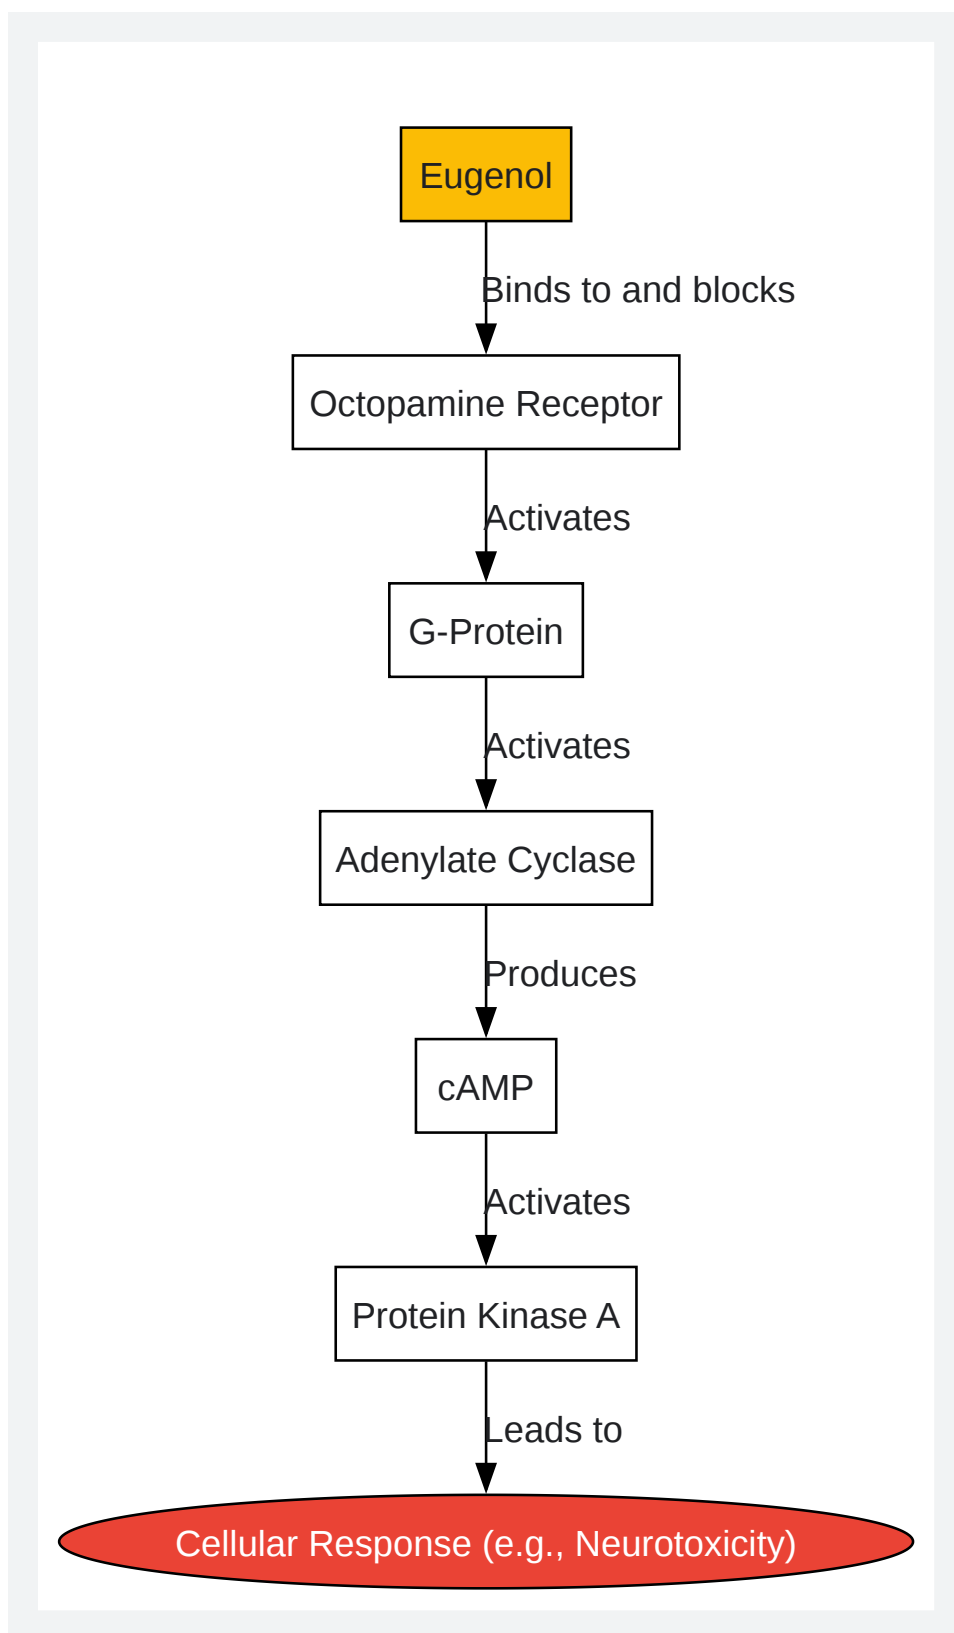 Eugenol
Binds to and blocks
Octopamine Receptor
Activates
G-Protein
Activates
Adenylate Cyclase
Produces
cAMP
Activates
Protein Kinase A
Leads to
Cellular Response (e.g., Neurotoxicity)